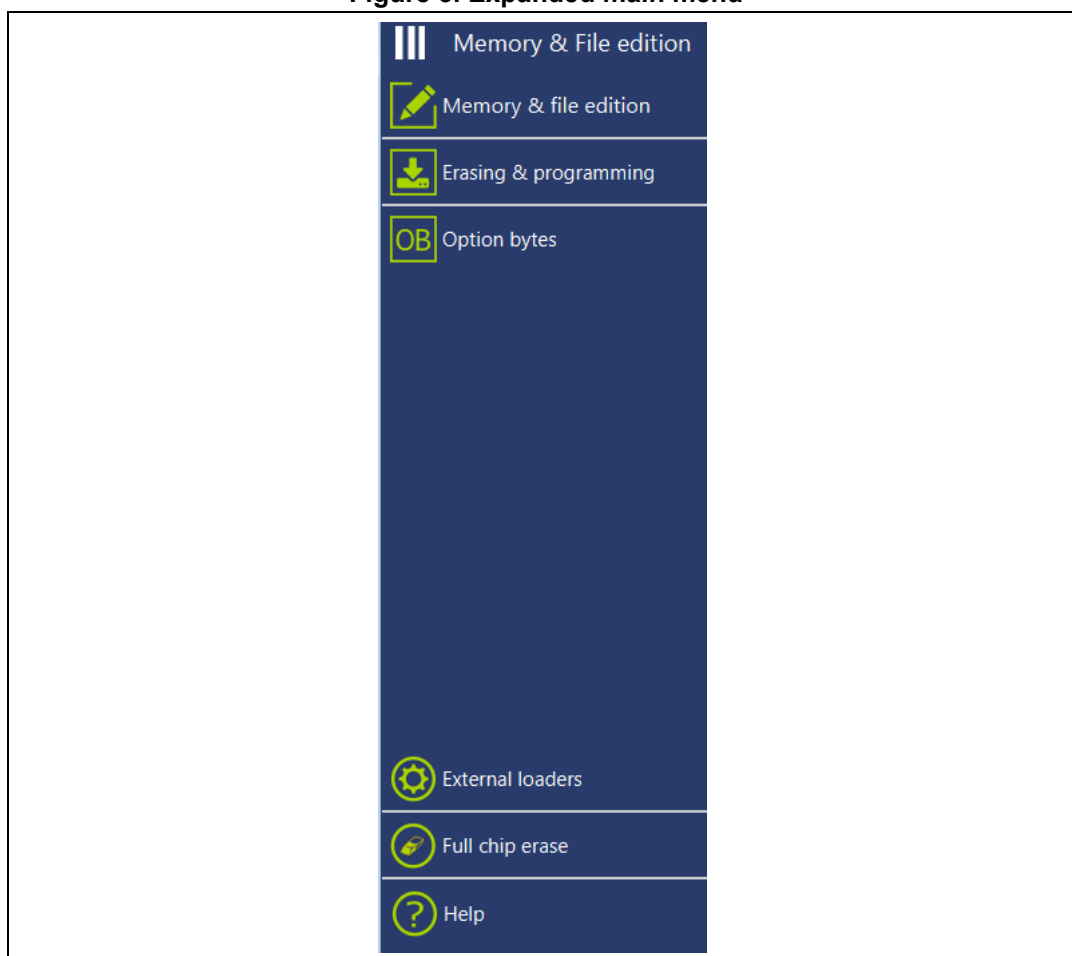 Memory & File edition
Memory & file edition
Erasing & programming
OB Option bytes
External loaders
Full chip erase
? Help